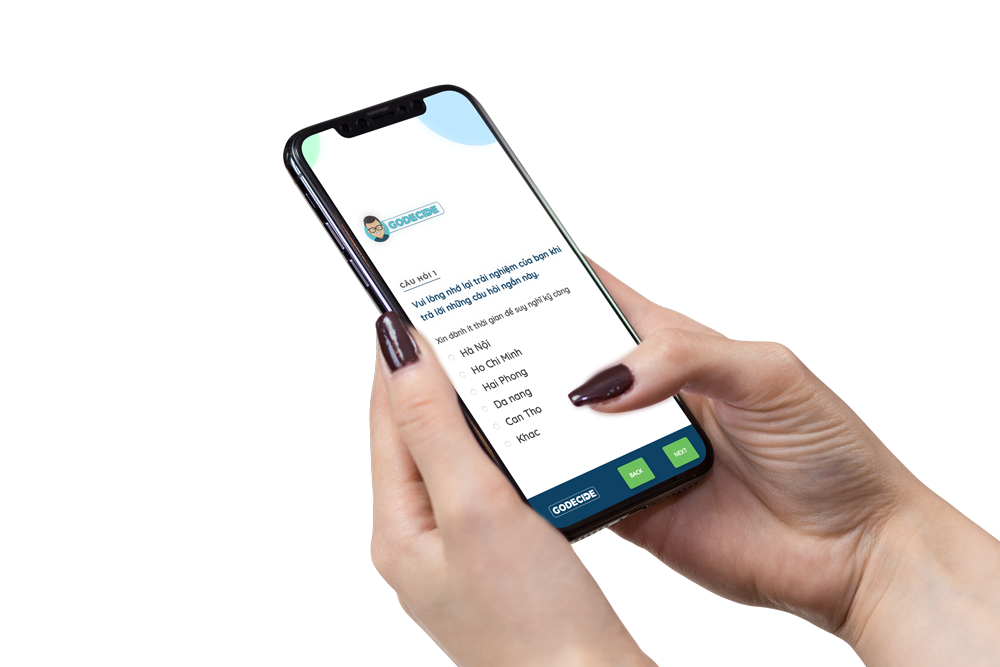 GODECIDE
CÂU HỎI 1
Vui lòng nhớ lại trải nghiệm của bạn khi
trả lời những câu hỏi ngắn này.
Xin dành ít thời gian để suy nghĩ kỹ càng
Hà Nội
Ho Chi Minh
Hai Phong
Da nang
Can Tho
Khac
GODECIDE
BACK
NEXT